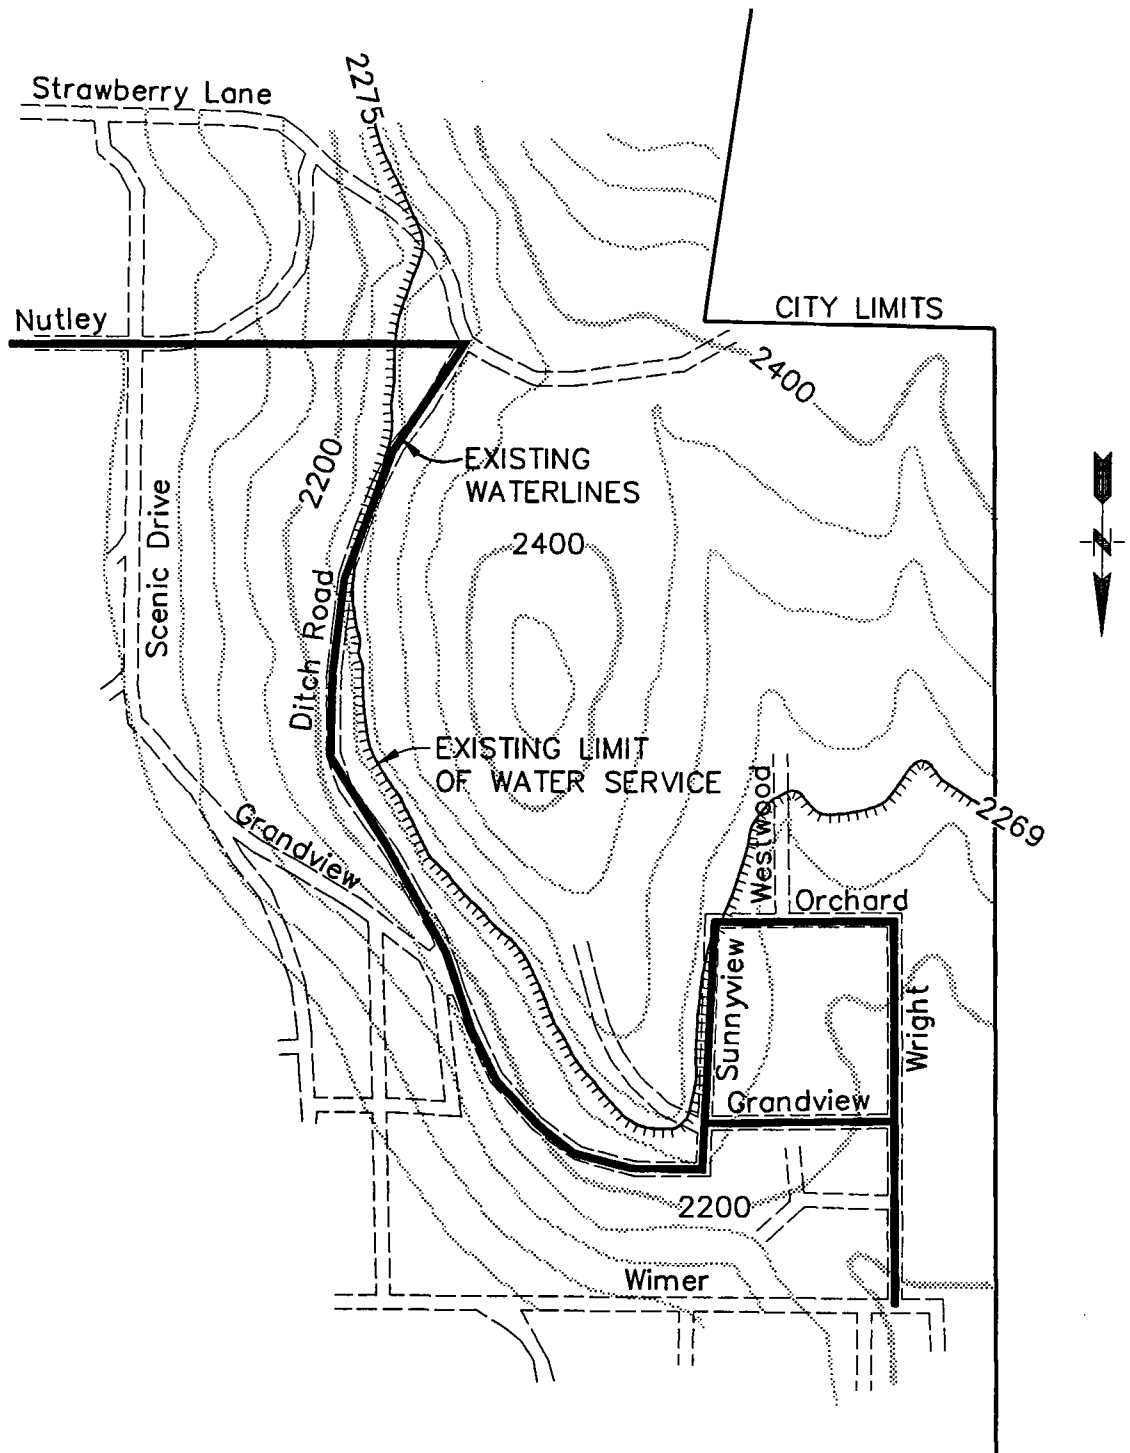 Strawberry Lane
2275
CITY LIMITS
Nutley
2400
EXISTING
WATERLINES
2200
2400
N
Scenic Drive
Ditch Road
EXISTING LIMIT
OF WATER SERVICE
Westwood
2269
Grandview
Orchard
Sunnyview
Wright
Grandview
2200
Wimer